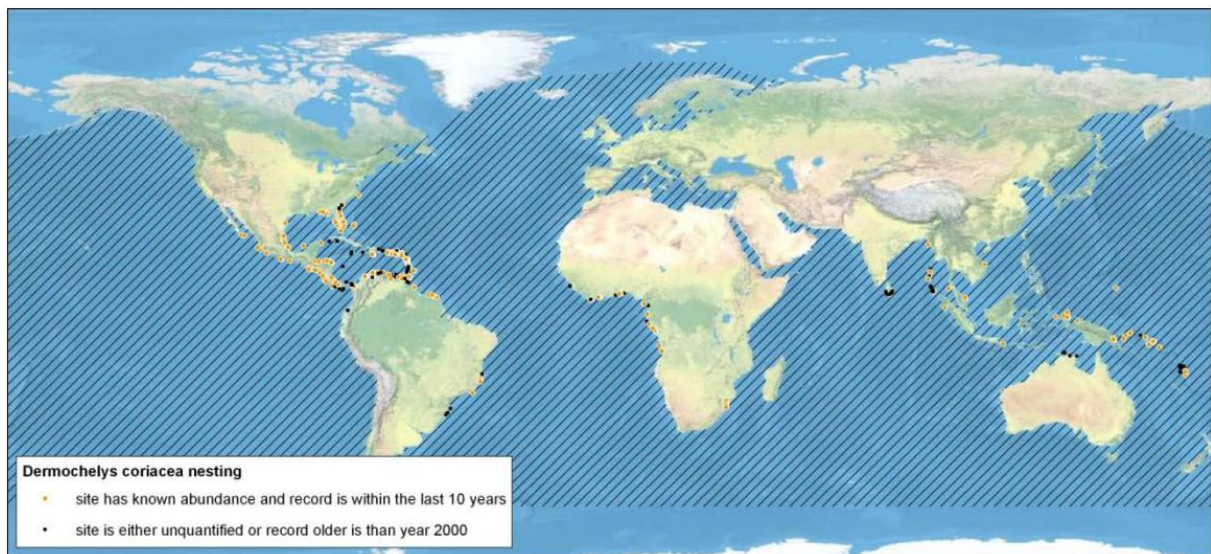 Dermochelys coriacea nesting
site has known abundance and record is within the last 10 years
site is either unquantified or record older is than year 2000